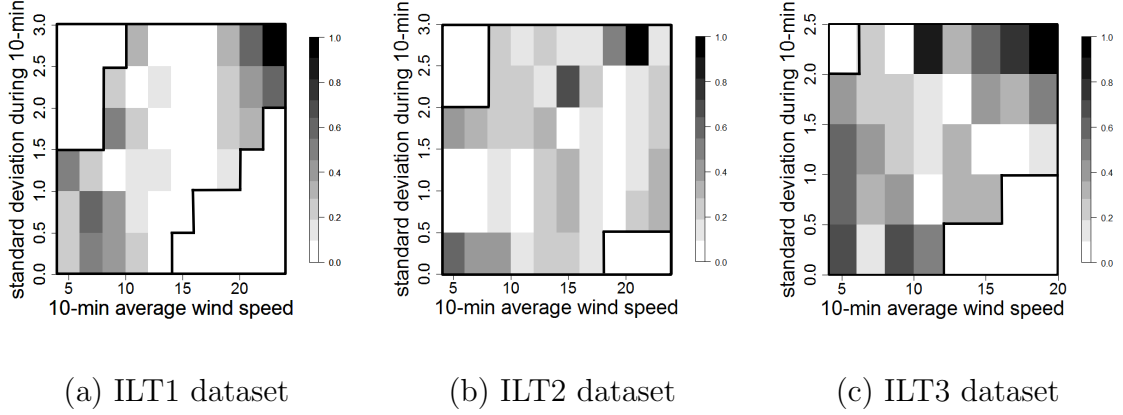 standard deviation during 10-min
0.0 0.5 1.0 1.5 2.0 2.5 3.0
5 10 15 20
10-min average wind speed
0.0 0.2 0.4 0.6 0.8 1.0
(a) ILT1 dataset
standard deviation during 10-min
0.0 0.5 1.0 1.5 2.0 2.5 3.0
5 10 15 20
10-min average wind speed
0.0 0.2 0.4 0.6 0.8 1.0
(b) ILT2 dataset
standard deviation during 10-min
0.0 0.5 1.0 1.5 2.0 2.5
5 10 15 20
10-min average wind speed
0.0 0.2 0.4 0.6 0.8 1.0
(c) ILT3 dataset